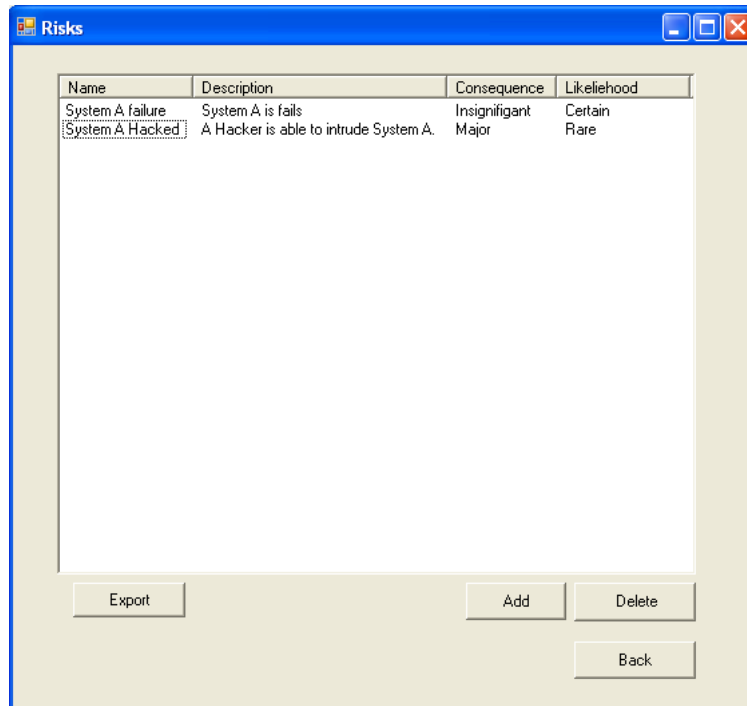 Risks
Name Description Consequence Likeliehood
System A failure System A is fails Insignifigant Certain
System A Hacked A Hacker is able to intrude System A. Major Rare
Export Add Delete
Back